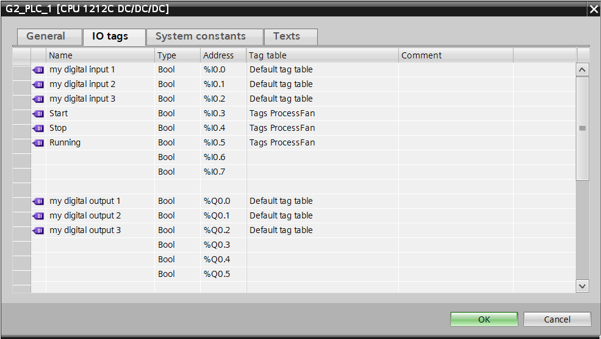 G2_PLC_1 [CPU 1212C DC/DC/DC]
General IO tags System constants Texts
Name Type Address Tag table Comment
my digital input 1 Bool %I0.0 Default tag table
my digital input 2 Bool %I0.1 Default tag table
my digital input 3 Bool %I0.2 Default tag table
Start Bool %I0.3 Tags ProcessFan
Stop Bool %I0.4 Tags ProcessFan
Running Bool %I0.5 Tags ProcessFan
Bool %I0.6
Bool %I0.7
my digital output 1 Bool %Q0.0 Default tag table
my digital output 2 Bool %Q0.1 Default tag table
my digital output 3 Bool %Q0.2 Default tag table
Bool %Q0.3
Bool %Q0.4
Bool %Q0.5
OK Cancel